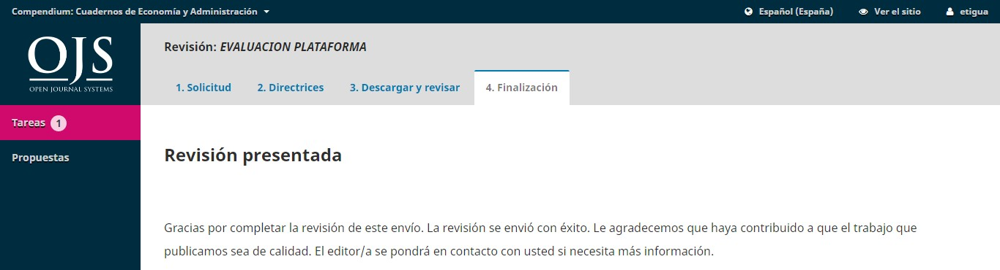 Compendium: Cuadernos de Economía y Administración
Español (España)
Ver el sitio
etigua
OJS
OPEN JOURNAL SYSTEMS
Revisión: EVALUACION PLATAFORMA
1. Solicitud
2. Directrices
3. Descargar y revisar
4. Finalización
Tareas 1
Propuestas
Revisión presentada
Gracias por completar la revisión de este envío. La revisión se envió con éxito. Le agradecemos que haya contribuido a que el trabajo que
publicamos sea de calidad. El editor/a se pondrá en contacto con usted si necesita más información.